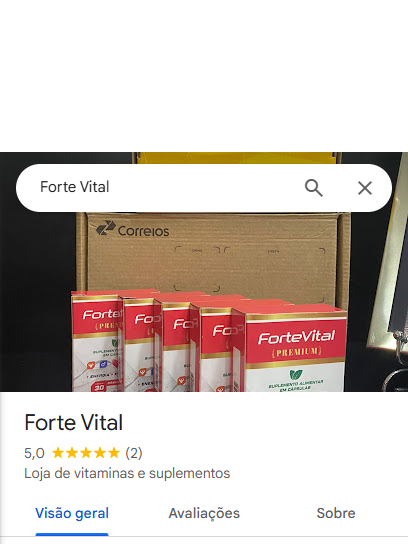 Forte Vital
Correios
ForteVital
PREMIUM
SUPLEMENTO ALIMENTAR
EM CÁPSULAS
Forte Vital
5,0 (2)
Loja de vitaminas e suplementos
Visão geral Avaliações Sobre